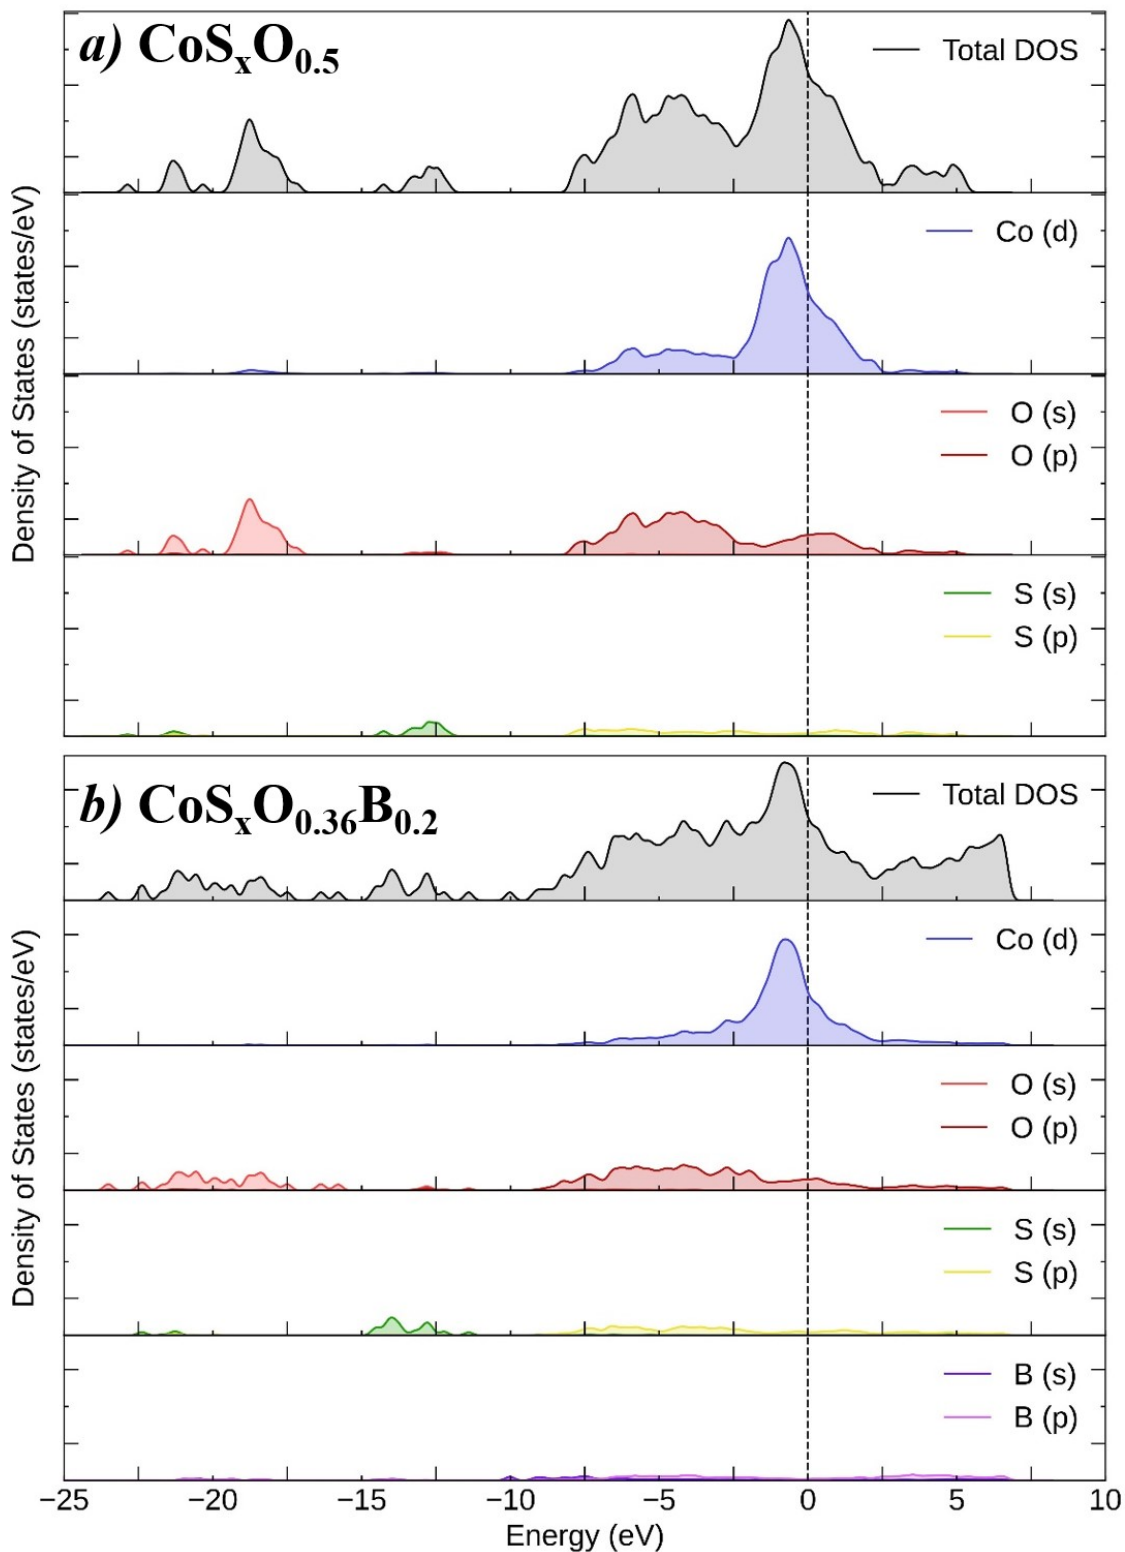 a) CoSₓO₀.₅
Total DOS
Co (d)
O (s)
O (p)
S (s)
S (p)
Density of States (states/eV)
b) CoSₓO₀.₃₆B₀.₂
Total DOS
Co (d)
O (s)
O (p)
S (s)
S (p)
B (s)
B (p)
Density of States (states/eV)
−25 −20 −15 −10 −5 0 5 10
Energy (eV)